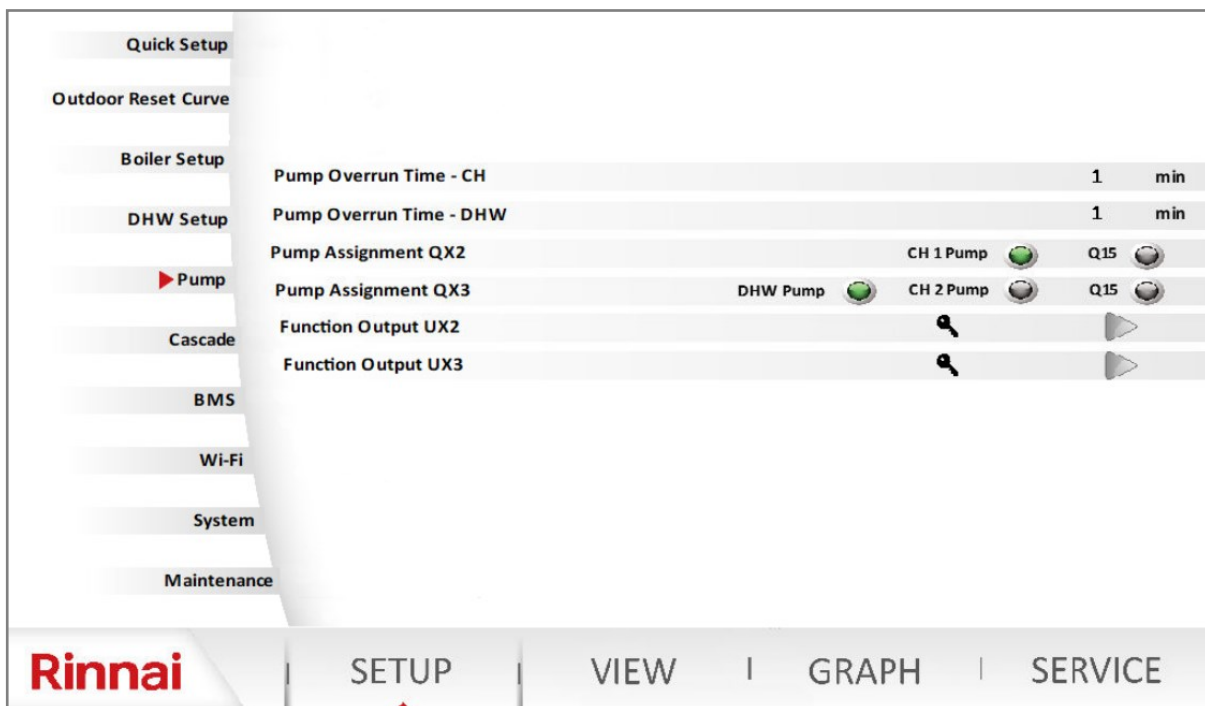 Quick Setup
Outdoor Reset Curve
Boiler Setup
DHW Setup
Pump
Cascade
BMS
Wi-Fi
System
Maintenance
Pump Overrun Time - CH 1 min
Pump Overrun Time - DHW 1 min
Pump Assignment QX2 CH 1 Pump Q15
Pump Assignment QX3 DHW Pump CH 2 Pump Q15
Function Output UX2
Function Output UX3
Rinnai SETUP VIEW GRAPH SERVICE